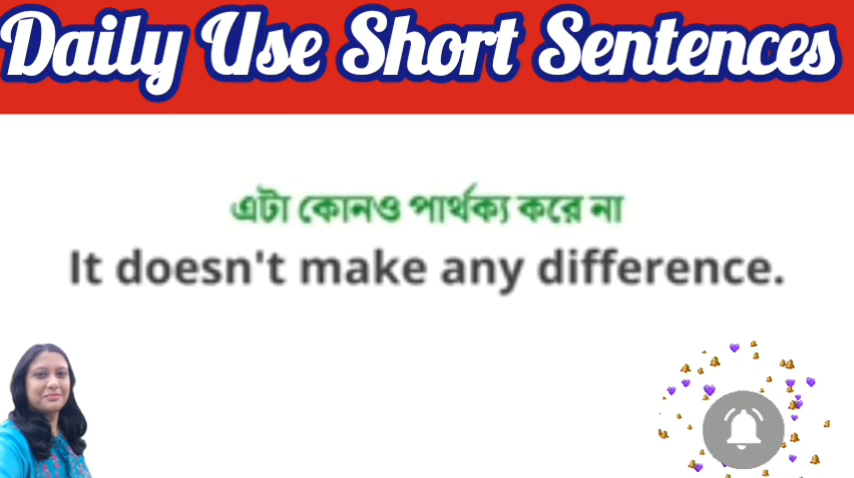 Daily Use Short Sentences
এটা কোনও পার্থক্য করে না
It doesn't make any difference.